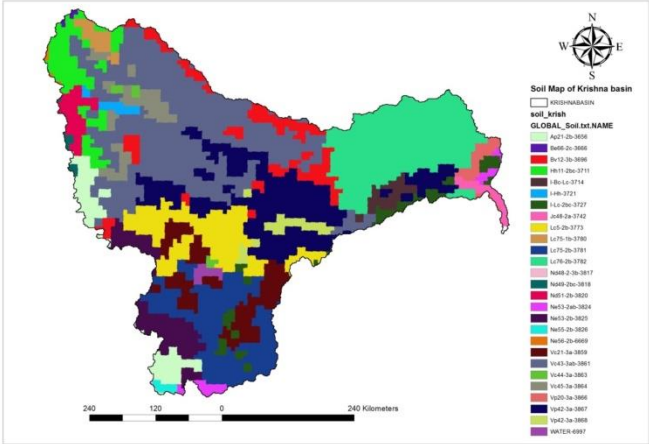 N
W
E
S
Soil Map of Krishna basin
KRISHNABASIN
soil_krish
GLOBAL_Soil.txt.NAME
Ap21-2b-3656
Be66-2c-3666
Bv12-3b-3696
Hh11-2bc-3711
I-Bc-Lc-3714
I-Hh-3721
I-Lc-2bc-3727
Jc48-2a-3742
Lc5-2b-3773
Lc75-1b-3780
Lc75-2b-3781
Lc76-2b-3782
Nd48-2-3b-3817
Nd49-2bc-3818
Nd51-2b-3820
Ne53-2ab-3824
Ne53-2b-3825
Ne55-2b-3826
Ne56-2b-6669
Vc21-3a-3859
Vc43-3ab-3861
Vc44-3a-3863
Vc45-3a-3864
Vp20-3a-3866
Vp42-3a-3867
Vp42-3a-3868
WATER-6997
240 120 0 240 Kilometers